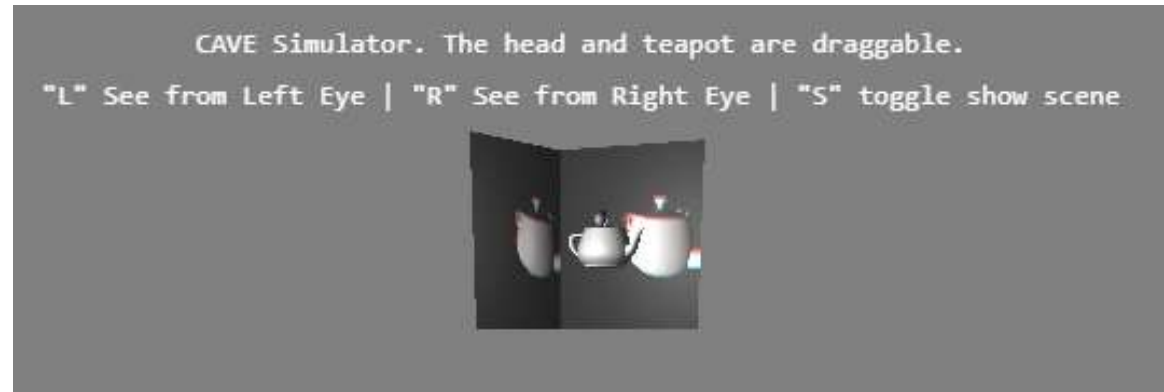 CAVE Simulator. The head and teapot are draggable.
"L" See from Left Eye | "R" See from Right Eye | "S" toggle show scene